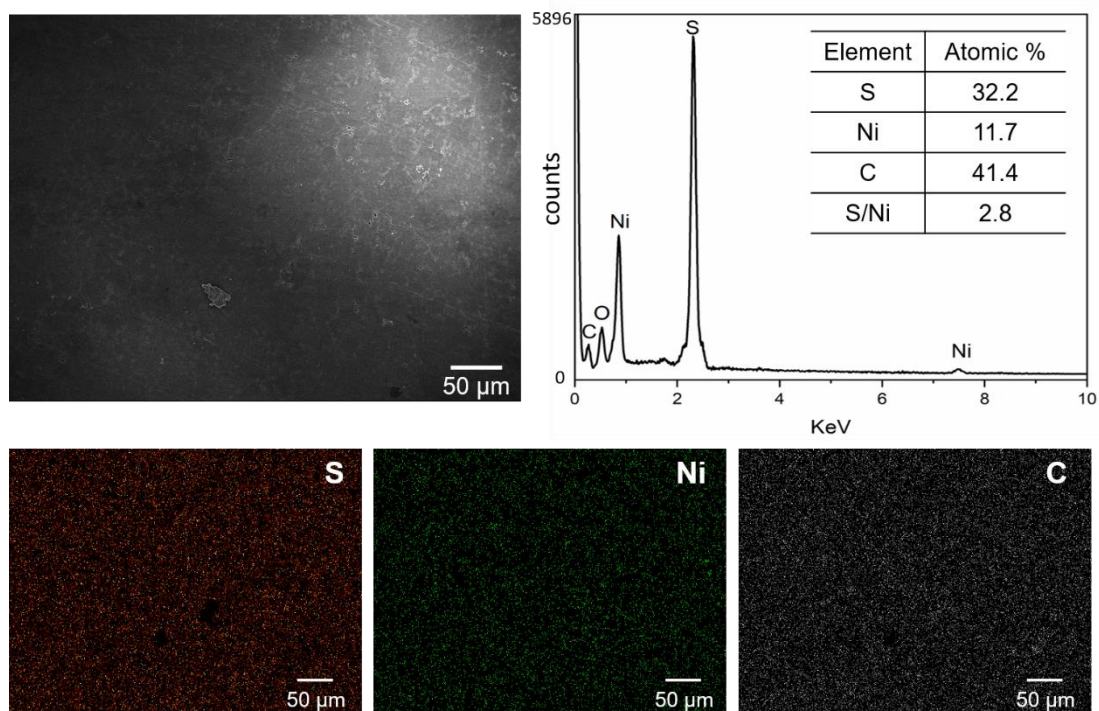 50 µm
5896
counts
0
S
Ni
O
C
Ni
0 2 4 6 8 10
KeV
Element Atomic %
S 32.2
Ni 11.7
C 41.4
S/Ni 2.8
S
50 µm
Ni
50 µm
C
50 µm